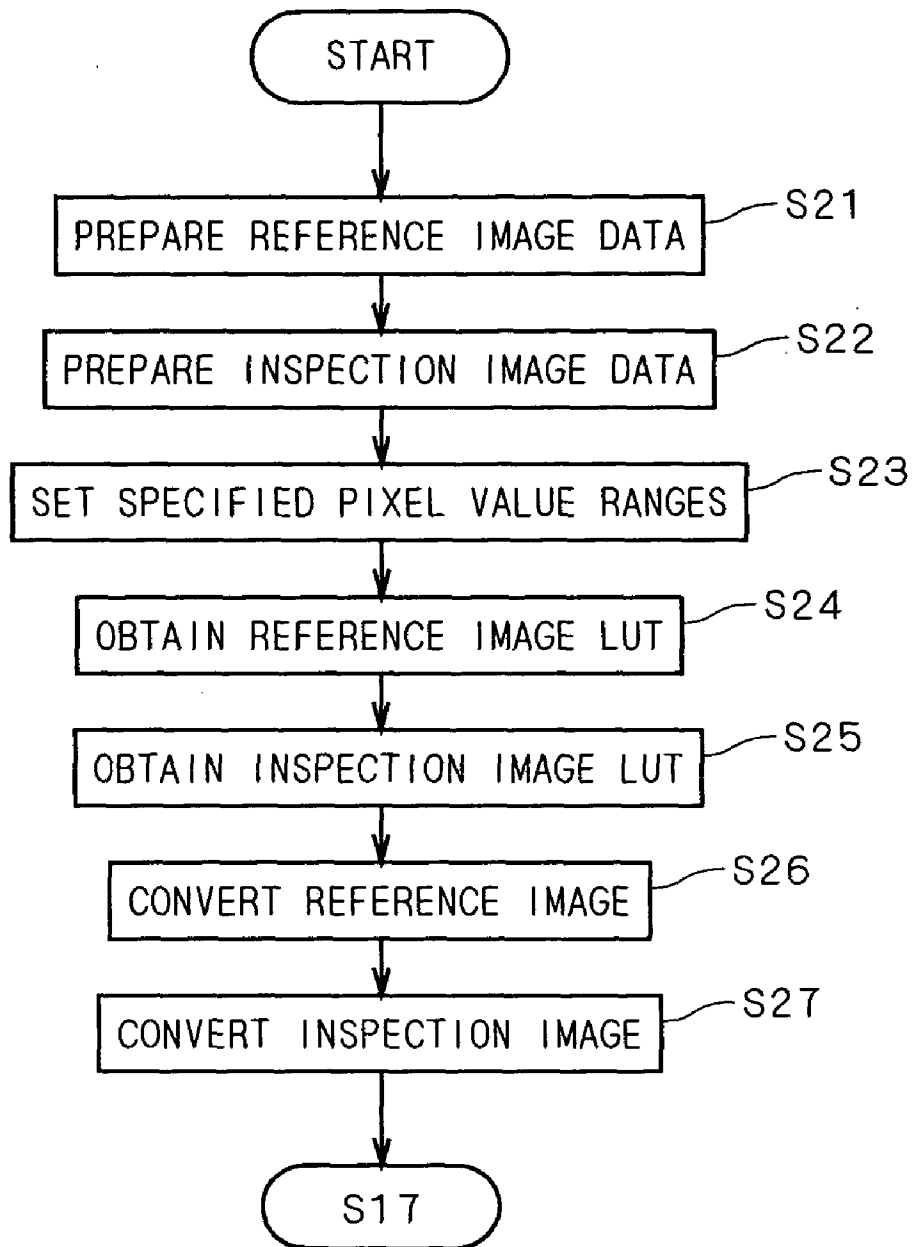 START
PREPARE REFERENCE IMAGE DATA
S21
PREPARE INSPECTION IMAGE DATA
S22
SET SPECIFIED PIXEL VALUE RANGES
S23
OBTAIN REFERENCE IMAGE LUT
S24
OBTAIN INSPECTION IMAGE LUT
S25
CONVERT REFERENCE IMAGE
S26
CONVERT INSPECTION IMAGE
S27
S17